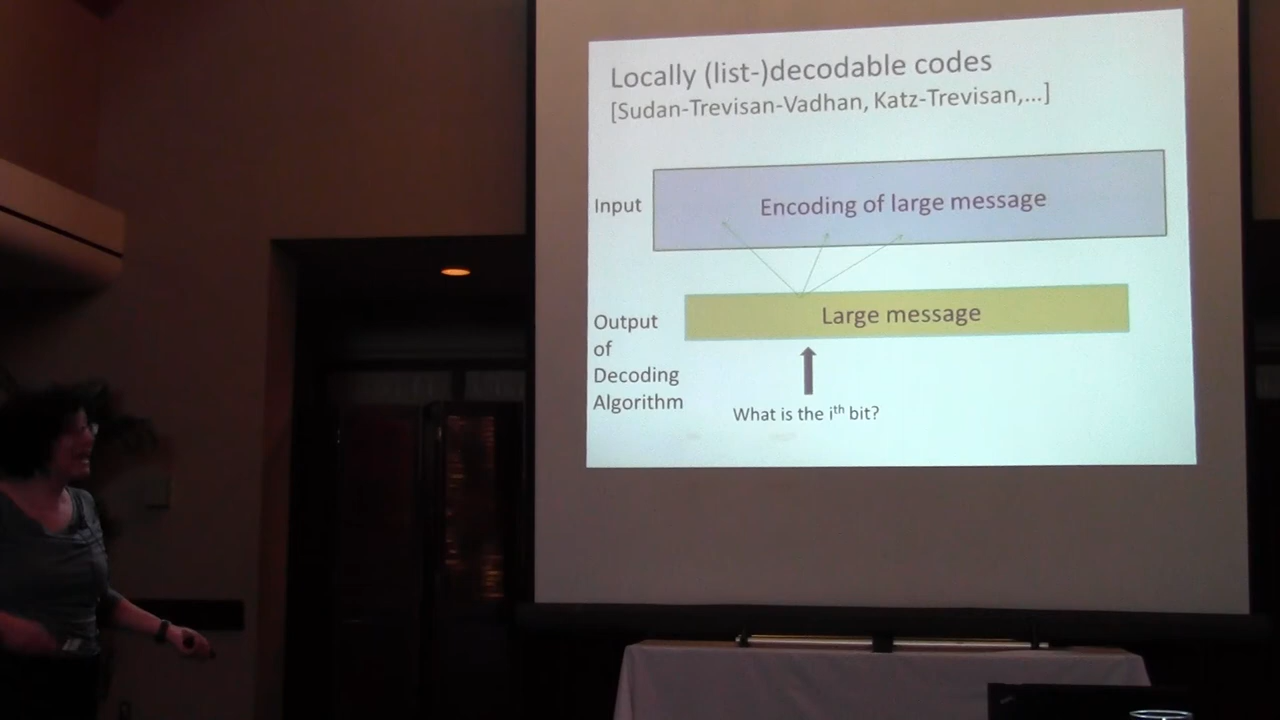 Locally (list-)decodable codes
[Sudan-Trevisan-Vadhan, Katz-Trevisan,...]
Input
Encoding of large message
Large message
Output
of
Decoding
Algorithm
What is the ith bit?